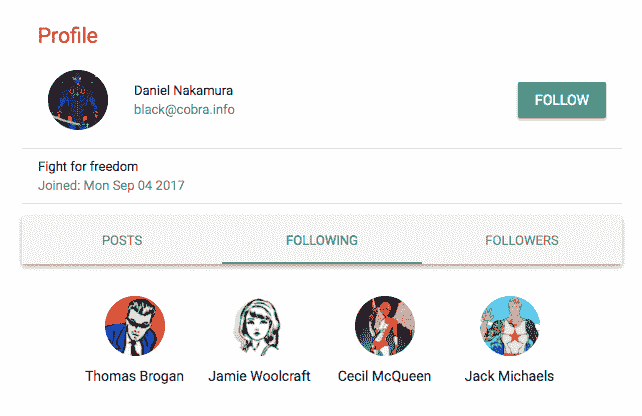 Profile
Daniel Nakamura
black@cobra.info
FOLLOW
Fight for freedom
Joined: Mon Sep 04 2017
POSTS FOLLOWING FOLLOWERS
Thomas Brogan Jamie Woolcraft Cecil McQueen Jack Michaels